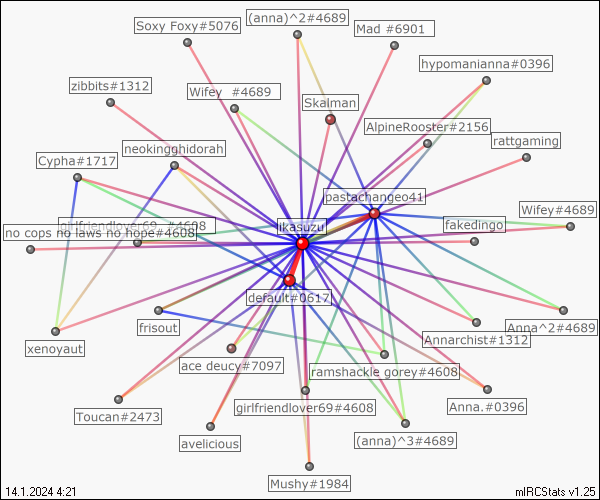 (anna)^2#4689
Soxy Foxy#5076
Mad #6901
hypomanianna#0396
zibbits#1312
Wifey  #4689
Skalman
AlpineRooster#2156
rattgaming
neokingghidorah
Cypha#1717
pastachangeo41
Wifey#4689
girlfriendlover69 #4608
ikasuzu
fakedingo
no cops no laws no hope#4608
default#0617
Anna^2#4689
frisout
Annarchist#1312
xenoyaut
ace deucy#7097
ramshackle gorey#4608
girlfriendlover69#4608
Anna.#0396
Toucan#2473
avelicious
(anna)^3#4689
Mushy#1984
14.1.2024 4:21
mIRCStats v1.25